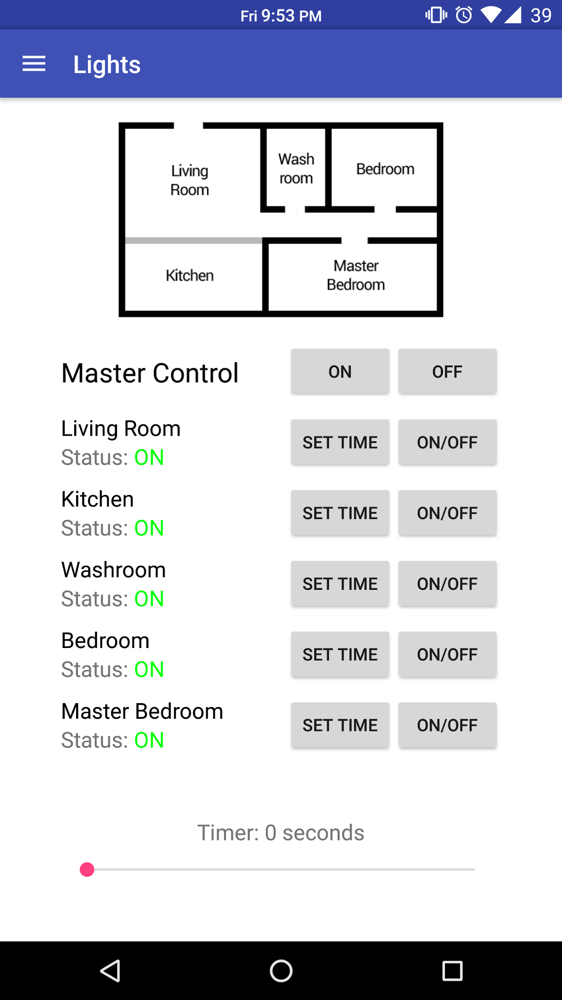 Fri 9:53 PM 39
Lights
Living
Room
Wash
room
Bedroom
Kitchen
Master
Bedroom
Master Control ON OFF
Living Room
Status: ON
SET TIME ON/OFF
Kitchen
Status: ON
SET TIME ON/OFF
Washroom
Status: ON
SET TIME ON/OFF
Bedroom
Status: ON
SET TIME ON/OFF
Master Bedroom
Status: ON
SET TIME ON/OFF
Timer: 0 seconds